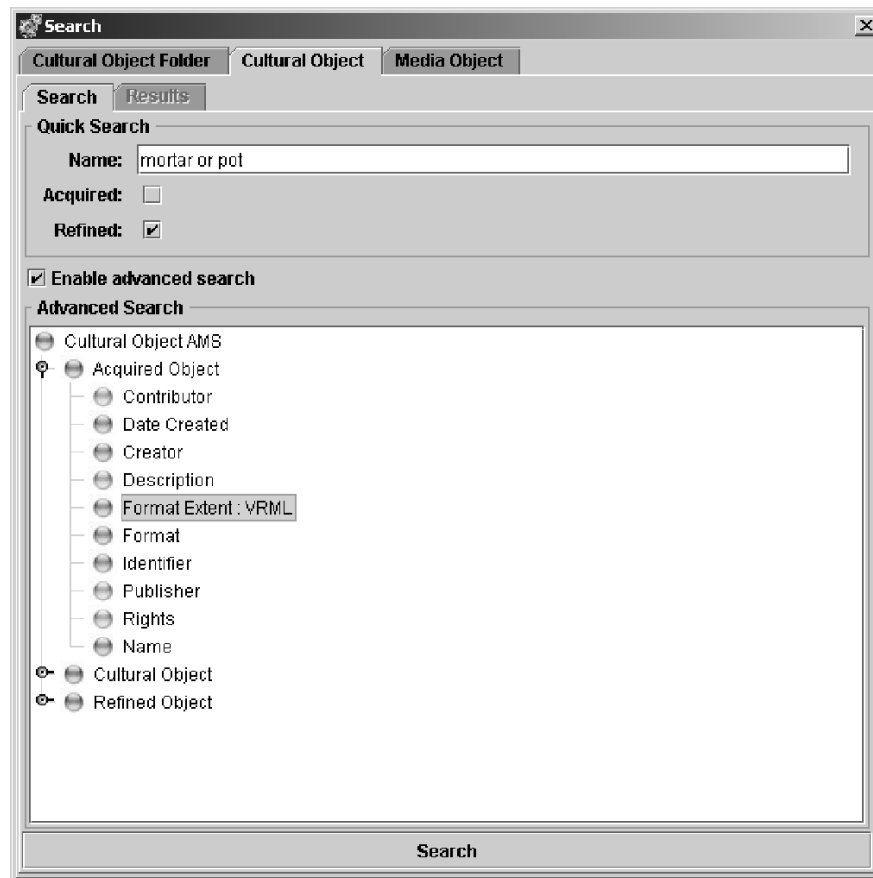 Search
Cultural Object Folder Cultural Object Media Object
Search Results
Quick Search
Name: mortar or pot
Acquired:
Refined:
Enable advanced search
Advanced Search
Cultural Object AMS
Acquired Object
Contributor
Date Created
Creator
Description
Format Extent : VRML
Format
Identifier
Publisher
Rights
Name
Cultural Object
Refined Object
Search